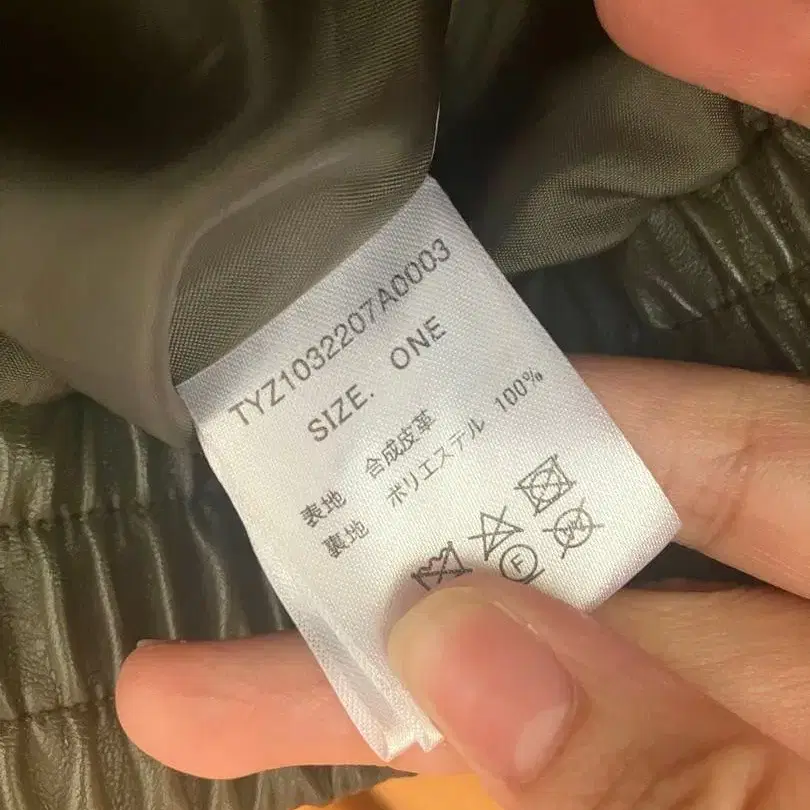 TYZ1032207A0003
SIZE. ONE
表地 合成皮革
裏地 ポリエステル 100%
F